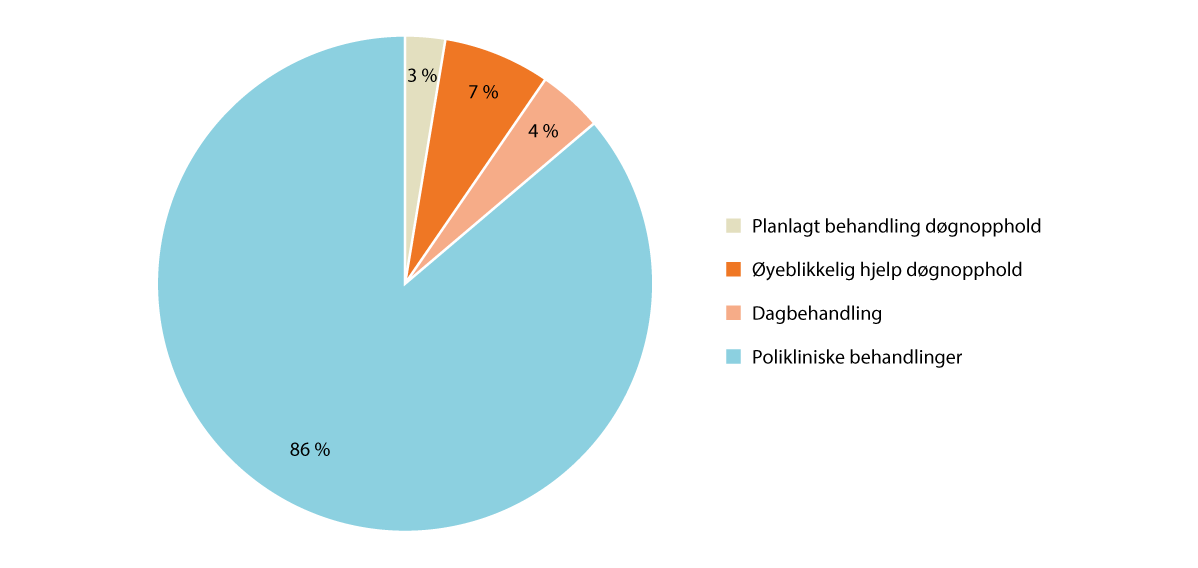 3 %
7 %
4 %
86 %
Planlagt behandling døgnopphold
Øyeblikkelig hjelp døgnopphold
Dagbehandling
Polikliniske behandlinger